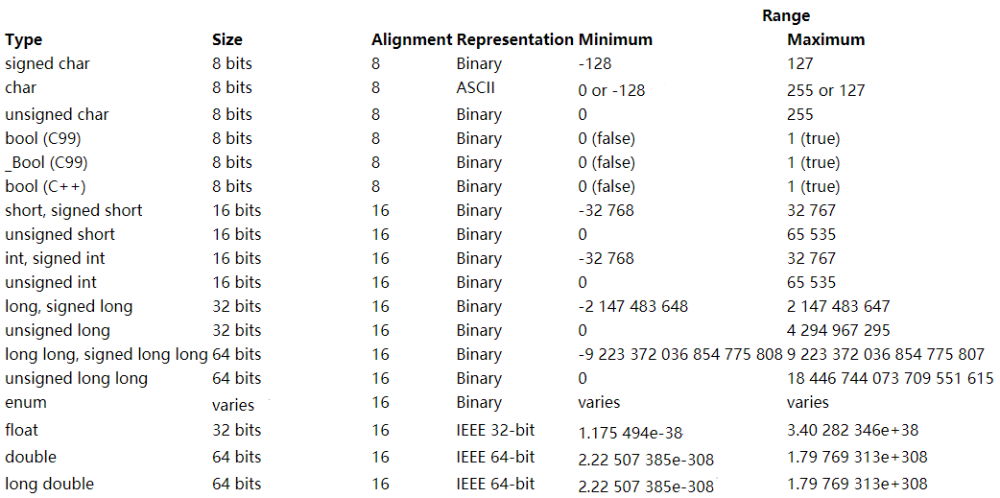 Range
Type Size Alignment Representation Minimum Maximum
signed char 8 bits 8 Binary -128 127
char 8 bits 8 ASCII 0 or -128 255 or 127
unsigned char 8 bits 8 Binary 0 255
bool (C99) 8 bits 8 Binary 0 (false) 1 (true)
_Bool (C99) 8 bits 8 Binary 0 (false) 1 (true)
bool (C++) 8 bits 8 Binary 0 (false) 1 (true)
short, signed short 16 bits 16 Binary -32 768 32 767
unsigned short 16 bits 16 Binary 0 65 535
int, signed int 16 bits 16 Binary -32 768 32 767
unsigned int 16 bits 16 Binary 0 65 535
long, signed long 32 bits 16 Binary -2 147 483 648 2 147 483 647
unsigned long 32 bits 16 Binary 0 4 294 967 295
long long, signed long long 64 bits 16 Binary -9 223 372 036 854 775 808 9 223 372 036 854 775 807
unsigned long long 64 bits 16 Binary 0 18 446 744 073 709 551 615
enum varies 16 Binary varies varies
float 32 bits 16 IEEE 32-bit 1.175 494e-38 3.40 282 346e+38
double 64 bits 16 IEEE 64-bit 2.22 507 385e-308 1.79 769 313e+308
long double 64 bits 16 IEEE 64-bit 2.22 507 385e-308 1.79 769 313e+308